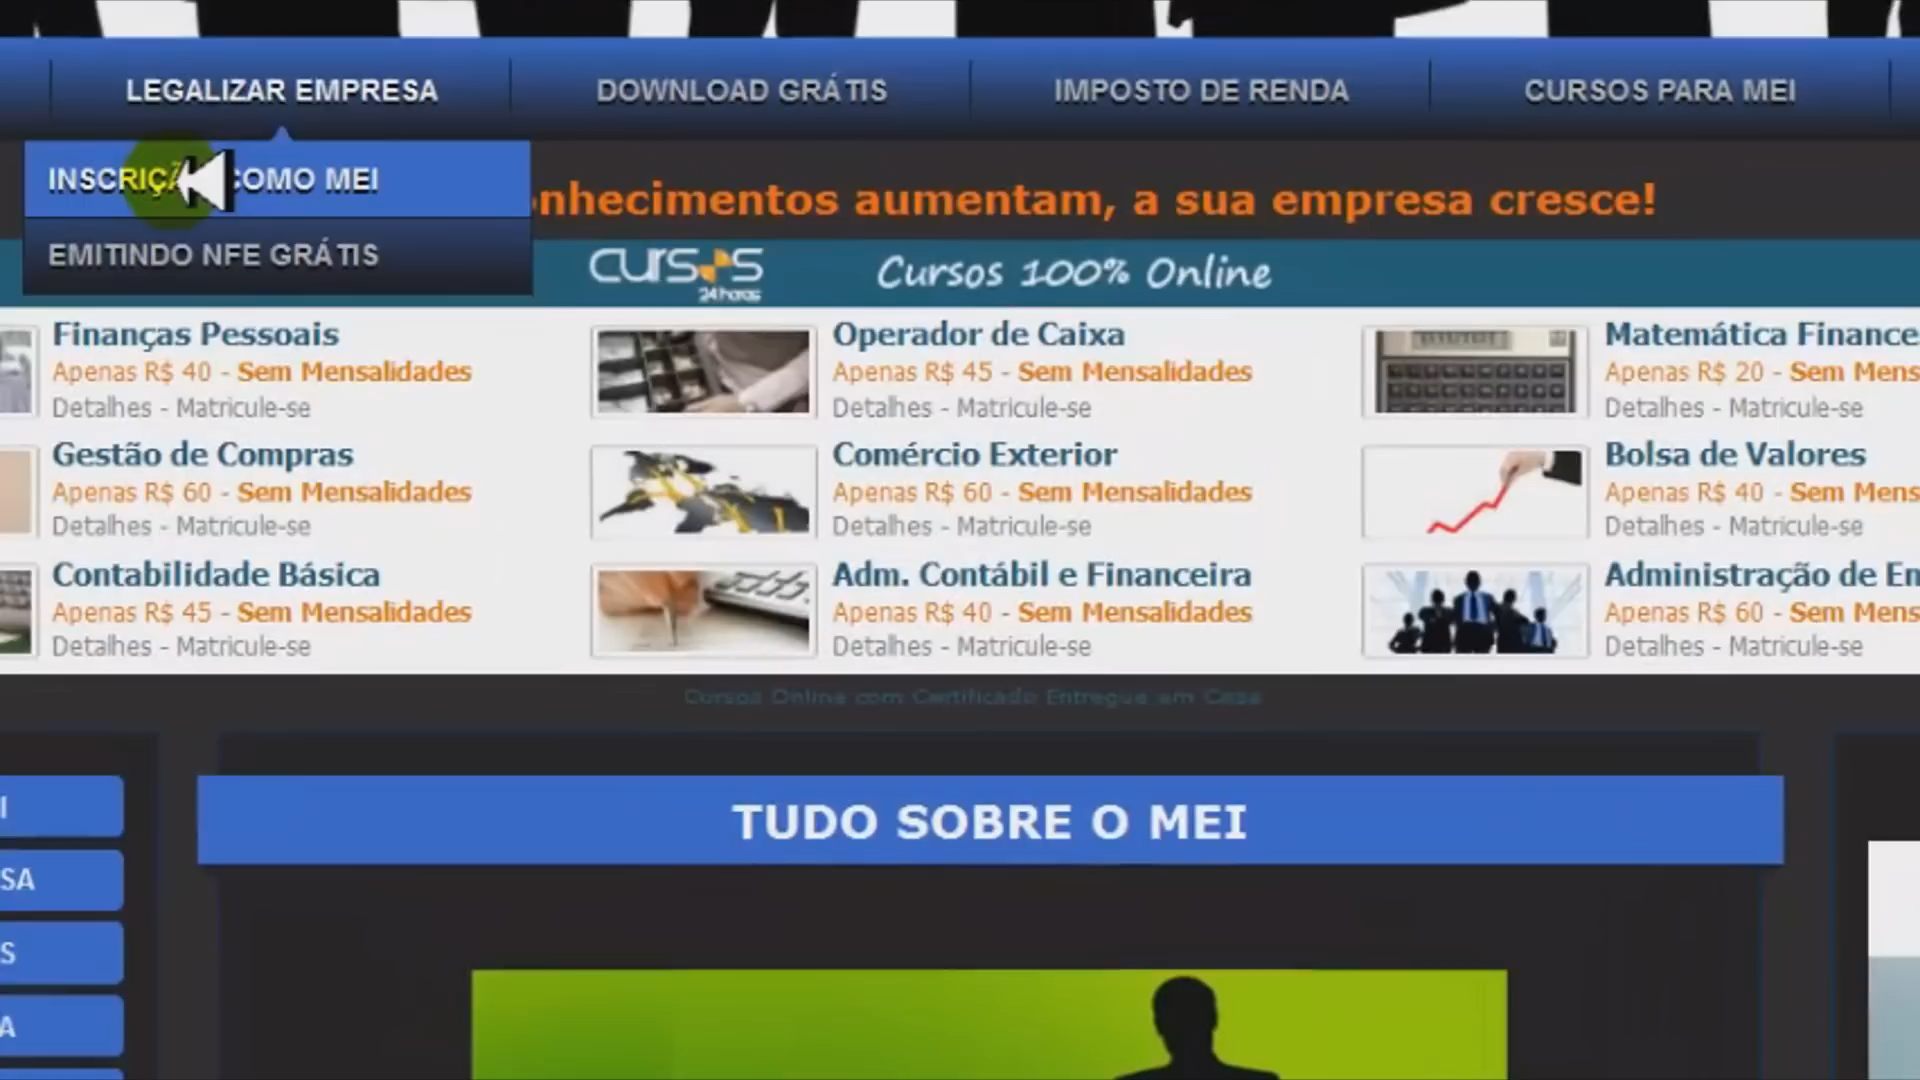 LEGALIZAR EMPRESA
DOWNLOAD GRÁTIS
IMPOSTO DE RENDA
CURSOS PARA MEI
COMO MEI
EMITINDO NFE GRÁTIS
nhecimentos aumentam, a sua empresa cresce!
CURSOS
24 horas
Cursos 100% Online
Finanças Pessoais
Apenas R$ 40 - Sem Mensalidades
Detalhes - Matricule-se
Operador de Caixa
Apenas R$ 45 - Sem Mensalidades
Detalhes - Matricule-se
Matemática Finance
Apenas R$ 20 - Sem Mens
Detalhes - Matricule-se
Gestão de Compras
Apenas R$ 60 - Sem Mensalidades
Detalhes - Matricule-se
Comércio Exterior
Apenas R$ 60 - Sem Mensalidades
Detalhes - Matricule-se
Bolsa de Valores
Apenas R$ 40 - Sem Mens
Detalhes - Matricule-se
Contabilidade Básica
Apenas R$ 45 - Sem Mensalidades
Detalhes - Matricule-se
Adm. Contábil e Financeira
Apenas R$ 40 - Sem Mensalidades
Detalhes - Matricule-se
Administração de Em
Apenas R$ 60 - Sem Mens
Detalhes - Matricule-se
Cursos Online com Certificado Entregue em Casa
I
SA
S
A
TUDO SOBRE O MEI